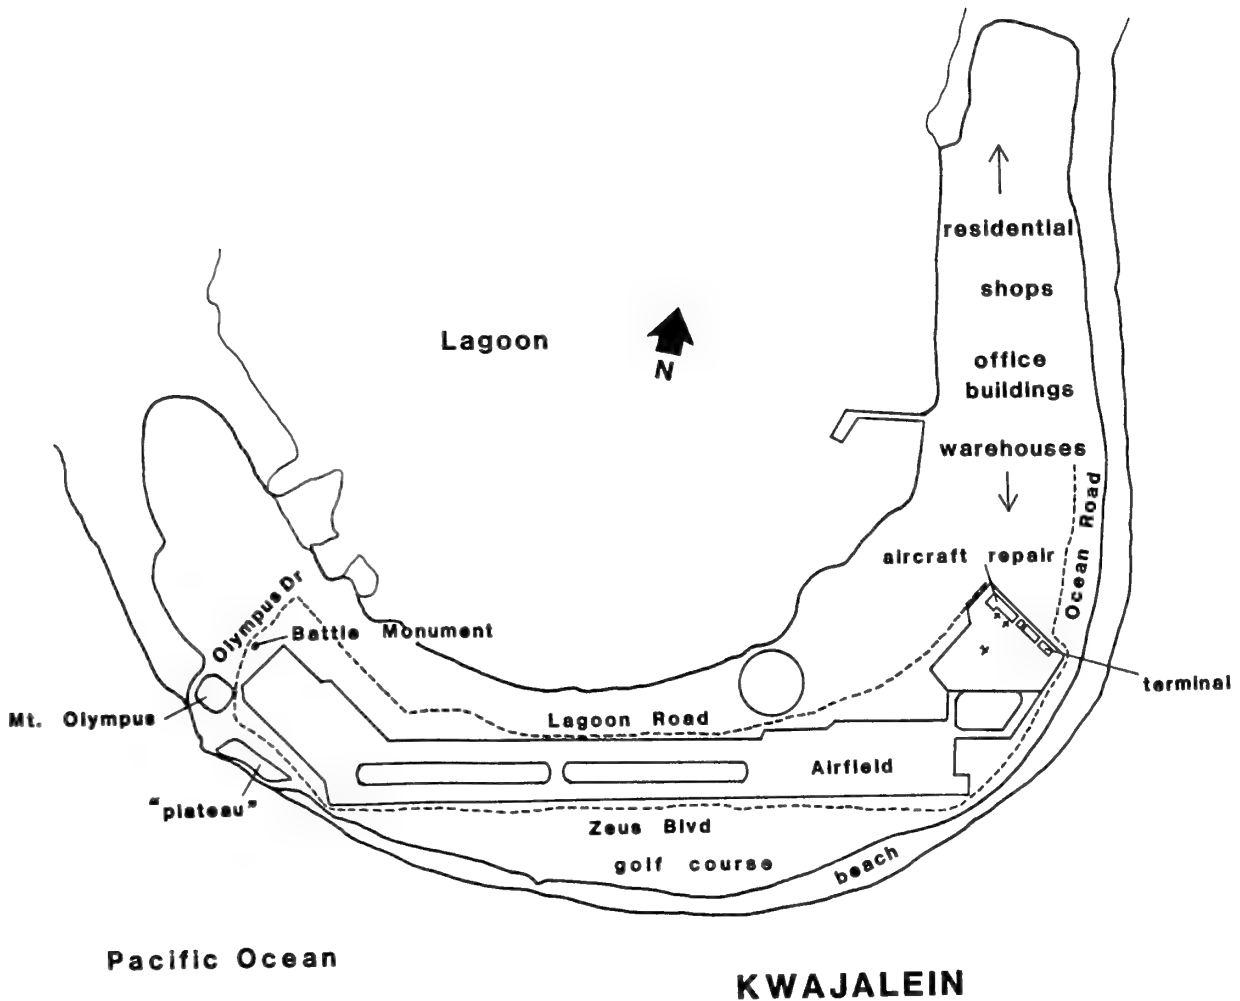 residential
shops
Lagoon
N
office
buildings
warehouses
Ocean Road
aircraft repair
Olympus Dr
Battle Monument
terminal
Mt. Olympus
Lagoon Road
Airfield
"plateau"
Zeus Blvd
golf course
beach
Pacific Ocean
KWAJALEIN